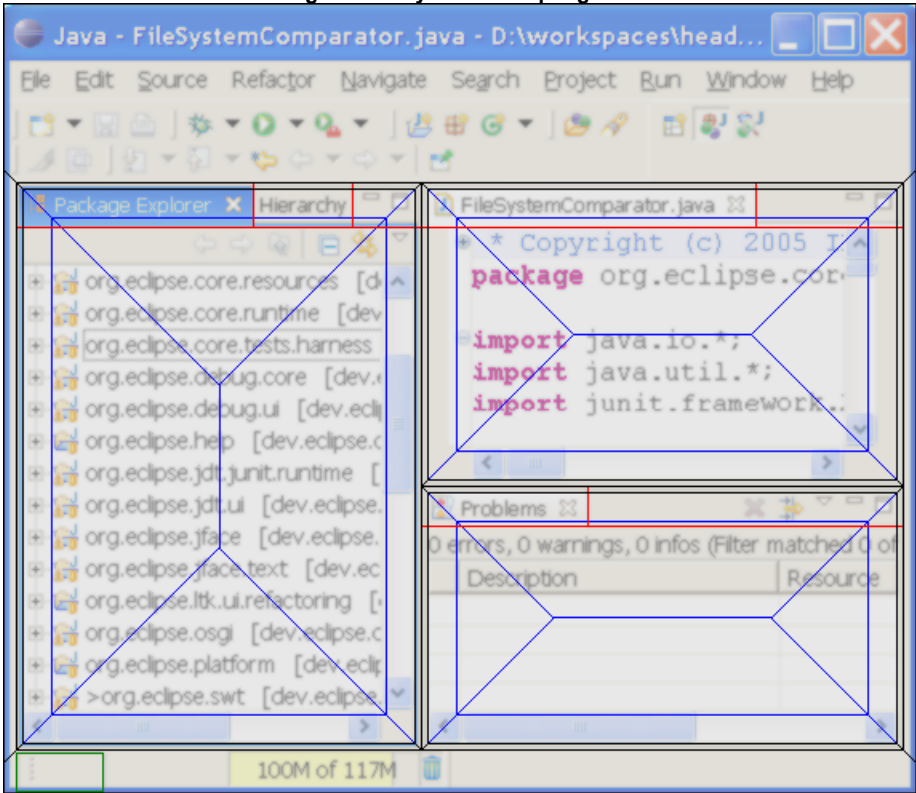 Java - FileSystemComparator.java - D:\workspaces\head...
File Edit Source Refactor Navigate Search Project Run Window Help
Package Explorer Hierarchy
org.eclipse.core.resources [d
org.eclipse.core.runtime [dev
org.eclipse.core.tests.harness
org.eclipse.debug.core [dev.e
org.eclipse.debug.ui [dev.ecli
org.eclipse.help [dev.eclipse.c
org.eclipse.jdt.junit.runtime [
org.eclipse.jdt.ui [dev.eclipse.
org.eclipse.jface [dev.eclipse.
org.eclipse.jface.text [dev.ec
org.eclipse.ltk.ui.refactoring [
org.eclipse.osgi [dev.eclipse.c
org.eclipse.platform [dev.eclip
>org.eclipse.swt [dev.eclipse.
FileSystemComparator.java
* Copyright (c) 2005
package org.eclipse.cor
import java.io.*;
import java.util.*;
import junit.framework.
Problems
0 errors, 0 warnings, 0 infos (Filter matched 0 of
Description Resource
100M of 117M